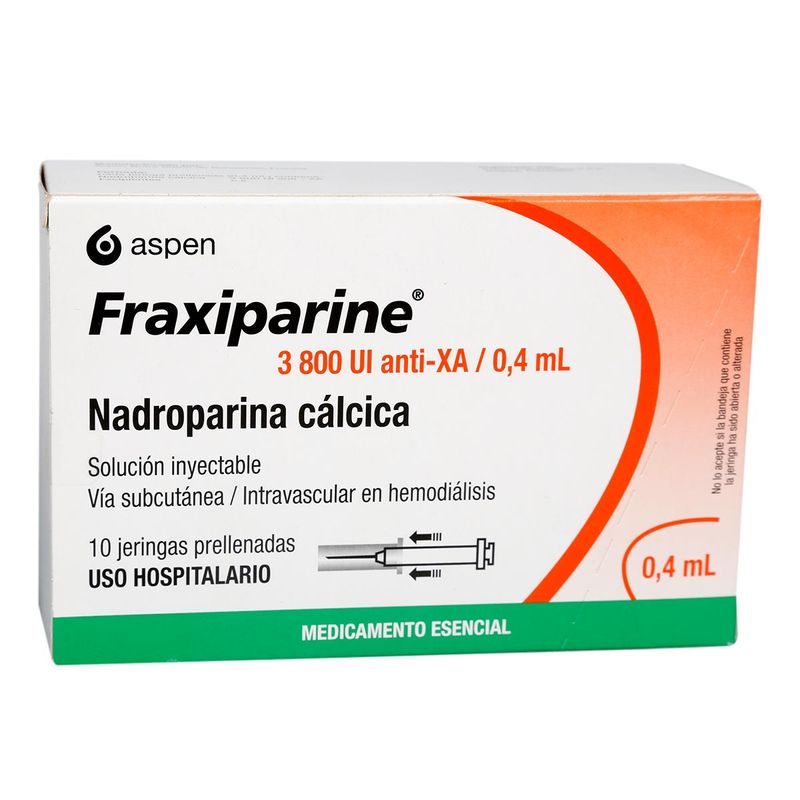 aspen
Fraxiparine®
3 800 UI anti-XA / 0,4 mL
Nadroparina cálcica
Solución inyectable
Vía subcutánea / Intravascular en hemodiálisis
10 jeringas prellenadas
USO HOSPITALARIO
0,4 mL
MEDICAMENTO ESENCIAL
No lo acepte si la bandeja que contiene
la jeringa ha sido abierta o alterada